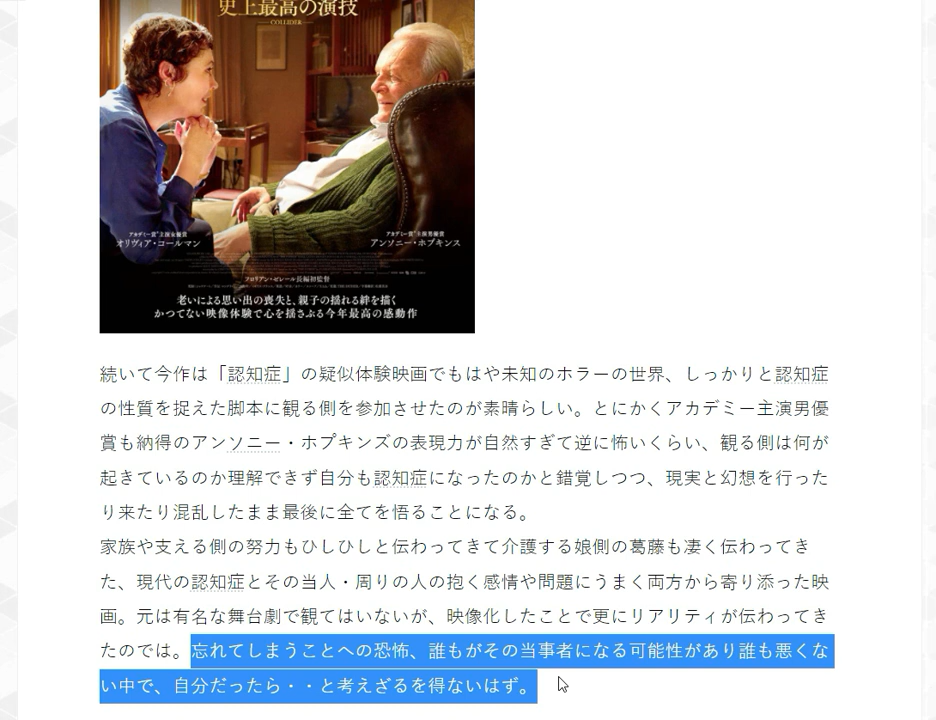 史上最高の演技
COLLIDER
アカデミー賞®主演女優賞
オリヴィア・コールマン
アカデミー賞®主演男優賞
アンソニー・ホプキンス
フロリアン・ゼレール長編初監督
老いによる思い出の喪失と、親子の揺れる絆を描く
かつてない映像体験で心を揺さぶる今年最高の感動作
続いて今作は「認知症」の疑似体験映画でもはや未知のホラーの世界、しっかりと認知症
の性質を捉えた脚本に観る側を参加させたのが素晴らしい。とにかくアカデミー主演男優
賞も納得のアンソニー・ホプキンズの表現力が自然すぎて逆に怖いくらい、観る側は何が
起きているのか理解できず自分も認知症になったのかと錯覚しつつ、現実と幻想を行った
り来たり混乱したまま最後に全てを悟ることになる。
家族や支える側の努力もひしひしと伝わってきて介護する娘側の葛藤も凄く伝わってき
た、現代の認知症とその当人・周りの人の抱く感情や問題にうまく両方から寄り添った映
画。元は有名な舞台劇で観てはいないが、映像化したことで更にリアリティが伝わってき
たのでは。忘れてしまうことへの恐怖、誰もがその当事者になる可能性があり誰も悪くな
い中で、自分だったら・・と考えざるを得ないはず。